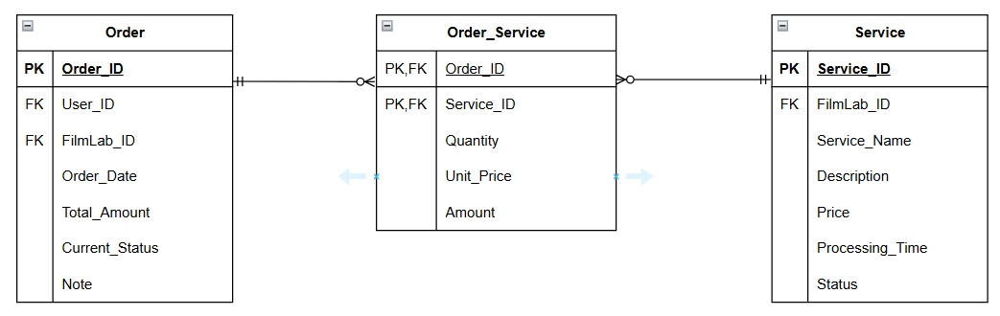 Order
PK Order_ID
FK User_ID
FK FilmLab_ID
Order_Date
Total_Amount
Current_Status
Note
Order_Service
PK,FK Order_ID
PK,FK Service_ID
Quantity
Unit_Price
Amount
Service
PK Service_ID
FK FilmLab_ID
Service_Name
Description
Price
Processing_Time
Status